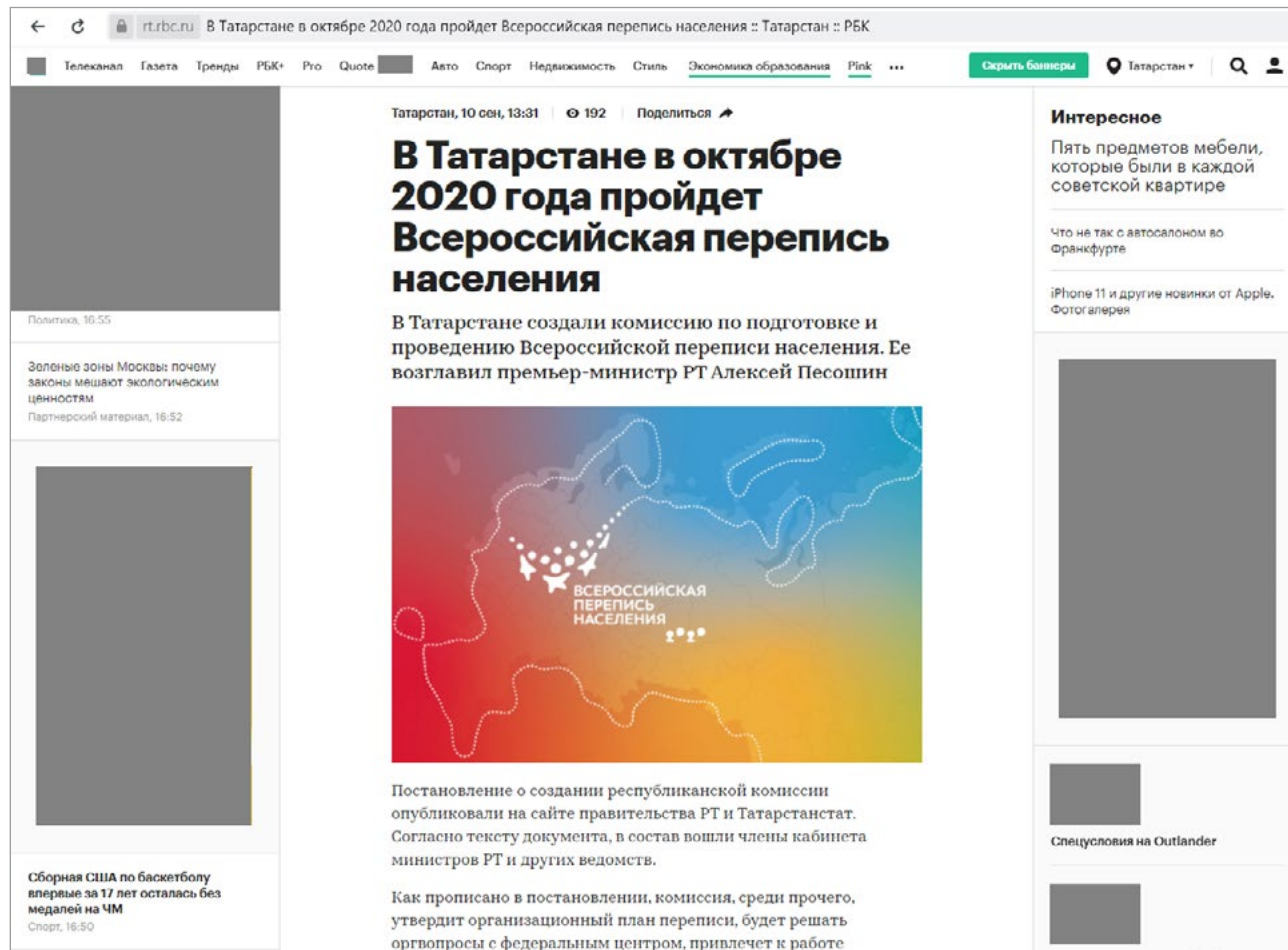 rt.rbc.ru В Татарстане в октябре 2020 года пройдет Всероссийская перепись населения :: Татарстан :: РБК
Телеканал Газета Тренды РБК+ Pro Quote Авто Спорт Недвижимость Стиль Экономика образования Pink ••• Скрыть баннеры Татарстан
Политика, 16:55
Зеленые зоны Москвы: почему
законы мешают экологическим
ценностям
Партнерский материал, 16:52
Сборная США по баскетболу
впервые за 17 лет осталась без
медалей на ЧМ
Спорт, 16:50
Татарстан, 10 сен, 13:31 192 Поделиться
В Татарстане в октябре
2020 года пройдет
Всероссийская перепись
населения
В Татарстане создали комиссию по подготовке и
проведению Всероссийской переписи населения. Ее
возглавил премьер-министр РТ Алексей Песошин
ВСЕРОССИЙСКАЯ
ПЕРЕПИСЬ
НАСЕЛЕНИЯ
2020
Постановление о создании республиканской комиссии
опубликовали на сайте правительства РТ и Татарстанстат.
Согласно тексту документа, в состав вошли члены кабинета
министров РТ и других ведомств.
Как прописано в постановлении, комиссия, среди прочего,
утвердит организационный план переписи, будет решать
оргвопросы с федеральным центром, привлечет к работе
Интересное
Пять предметов мебели,
которые были в каждой
советской квартире
Что не так с автосалоном во
Франкфурте
iPhone 11 и другие новинки от Apple.
Фотогалерея
Спецусловия на Outlander